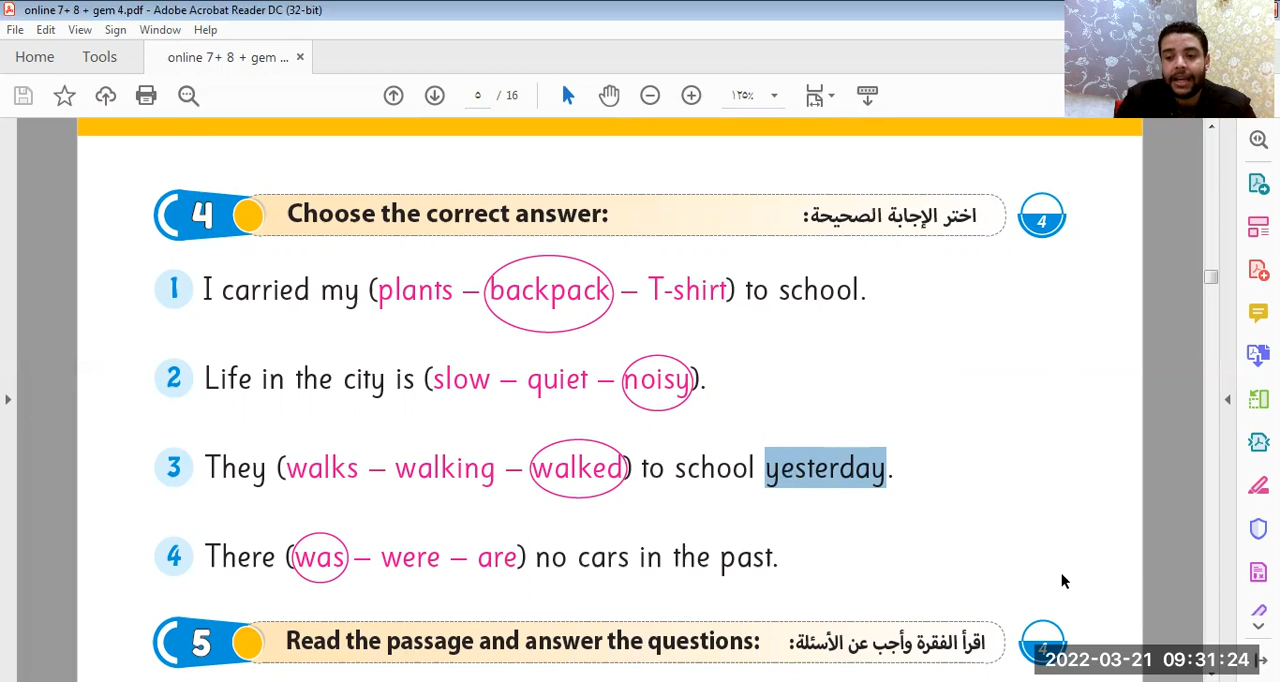 online 7+ 8 + gem 4.pdf - Adobe Acrobat Reader DC (32-bit)
File Edit View Sign Window Help
Home Tools online 7+ 8 + gem ... ×
٥ / 16 ١٢٥%
4 Choose the correct answer: اختر الإجابة الصحيحة: 4
1 I carried my (plants – backpack – T-shirt) to school.
2 Life in the city is (slow – quiet – noisy).
3 They (walks – walking – walked) to school yesterday.
4 There (was – were – are) no cars in the past.
5 Read the passage and answer the questions: اقرأ الفقرة وأجب عن الأسئلة: 4
2022-03-21 09:31:24